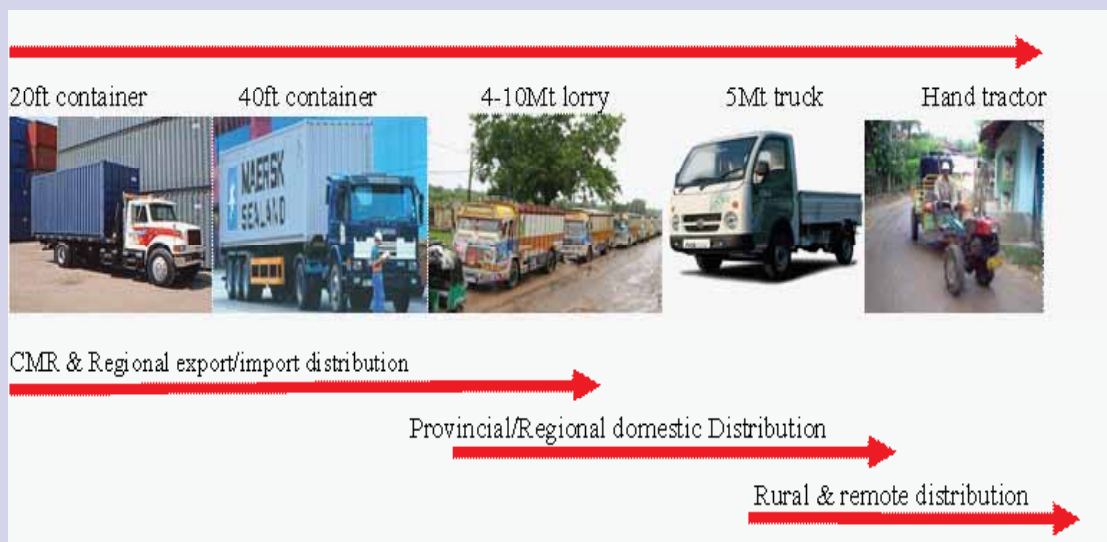 20ft container
40ft container
4-10Mt lorry
5Mt truck
Hand tractor
MAERSK
SEALAND
CMR & Regional export/import distribution
Provincial/Regional domestic Distribution
Rural & remote distribution